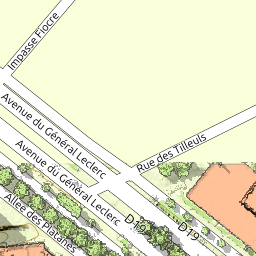 Impasse Fiocre
Avenue du Général Leclerc
Rue des Tilleuls
Avenue du Général Leclerc
Allée des Platanes
D19
D19